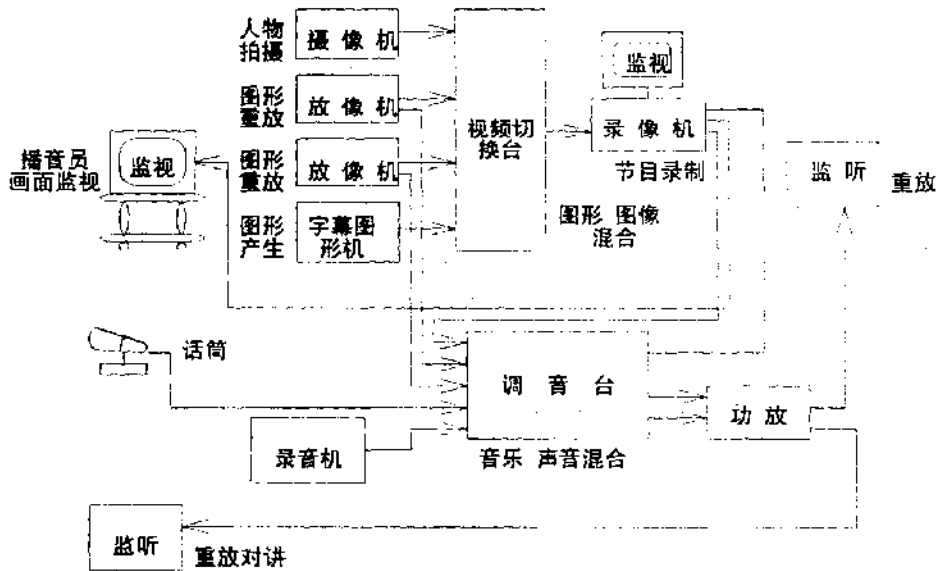 人物
拍摄
摄像机
图形
重放
放像机
图形
重放
放像机
图形
产生
字幕图
形机
视频切
换台
监视
录像机
节目录制
图形 图像
混合
监听
重放
播音员
画面监视
监视
话筒
调音台
音乐 声音混合
功放
录音机
监听
重放对讲